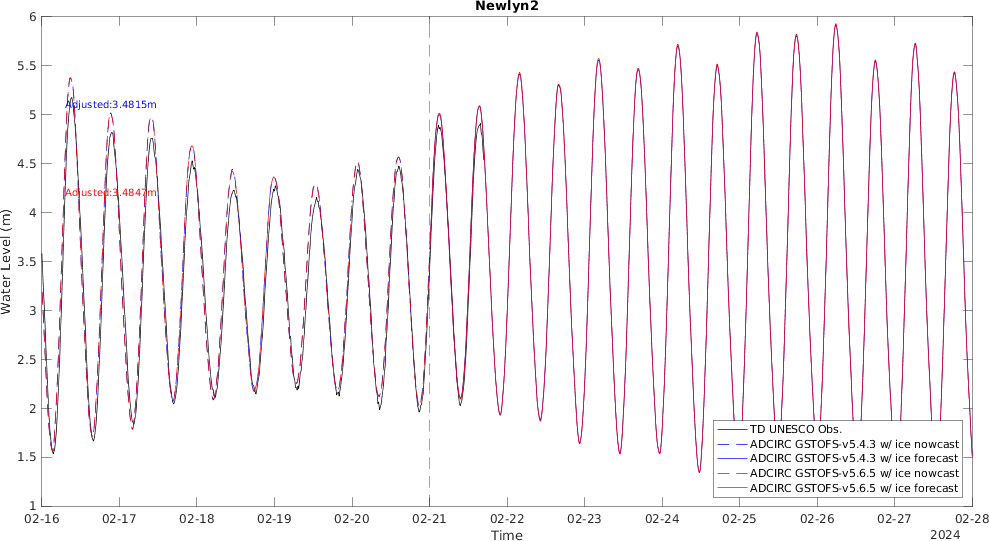 Newlyn2
6
5.5
5
4.5
4
3.5
3
2.5
2
1.5
1
Water Level (m)
Adjusted:3.4815m
Adjusted:3.4847m
TD UNESCO Obs.
ADCIRC GSTOFS-v5.4.3 w/ ice nowcast
ADCIRC GSTOFS-v5.4.3 w/ ice forecast
ADCIRC GSTOFS-v5.6.5 w/ ice nowcast
ADCIRC GSTOFS-v5.6.5 w/ ice forecast
02-16 02-17 02-18 02-19 02-20 02-21 02-22 02-23 02-24 02-25 02-26 02-27 02-28
Time
2024